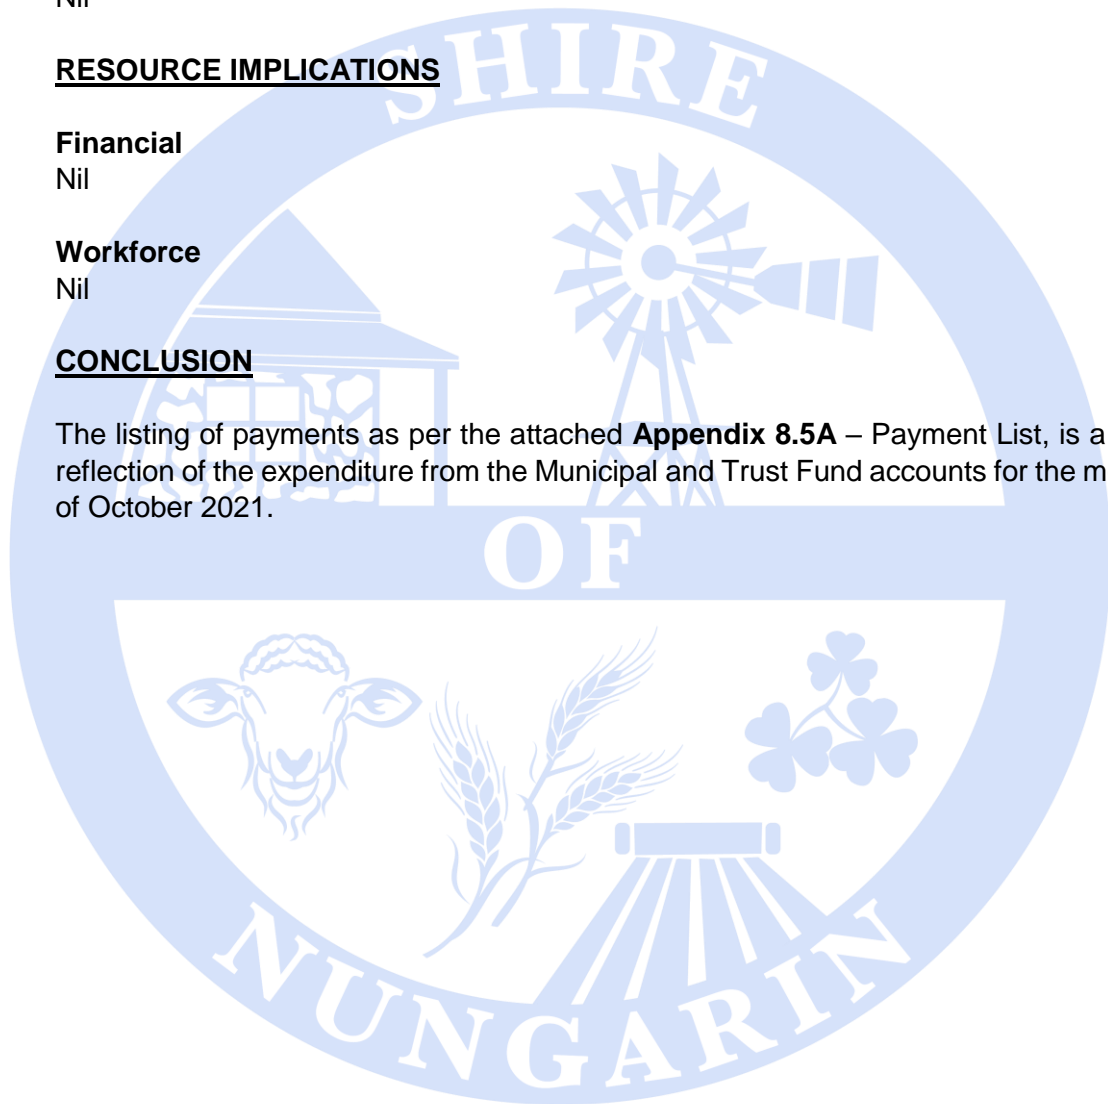 Nil
RESOURCE IMPLICATIONS
Financial
Nil
Workforce
Nil
CONCLUSION
The listing of payments as per the attached Appendix 8.5A – Payment List, is a
reflection of the expenditure from the Municipal and Trust Fund accounts for the m
of October 2021.
SHIRE
OF
NUNGARIN